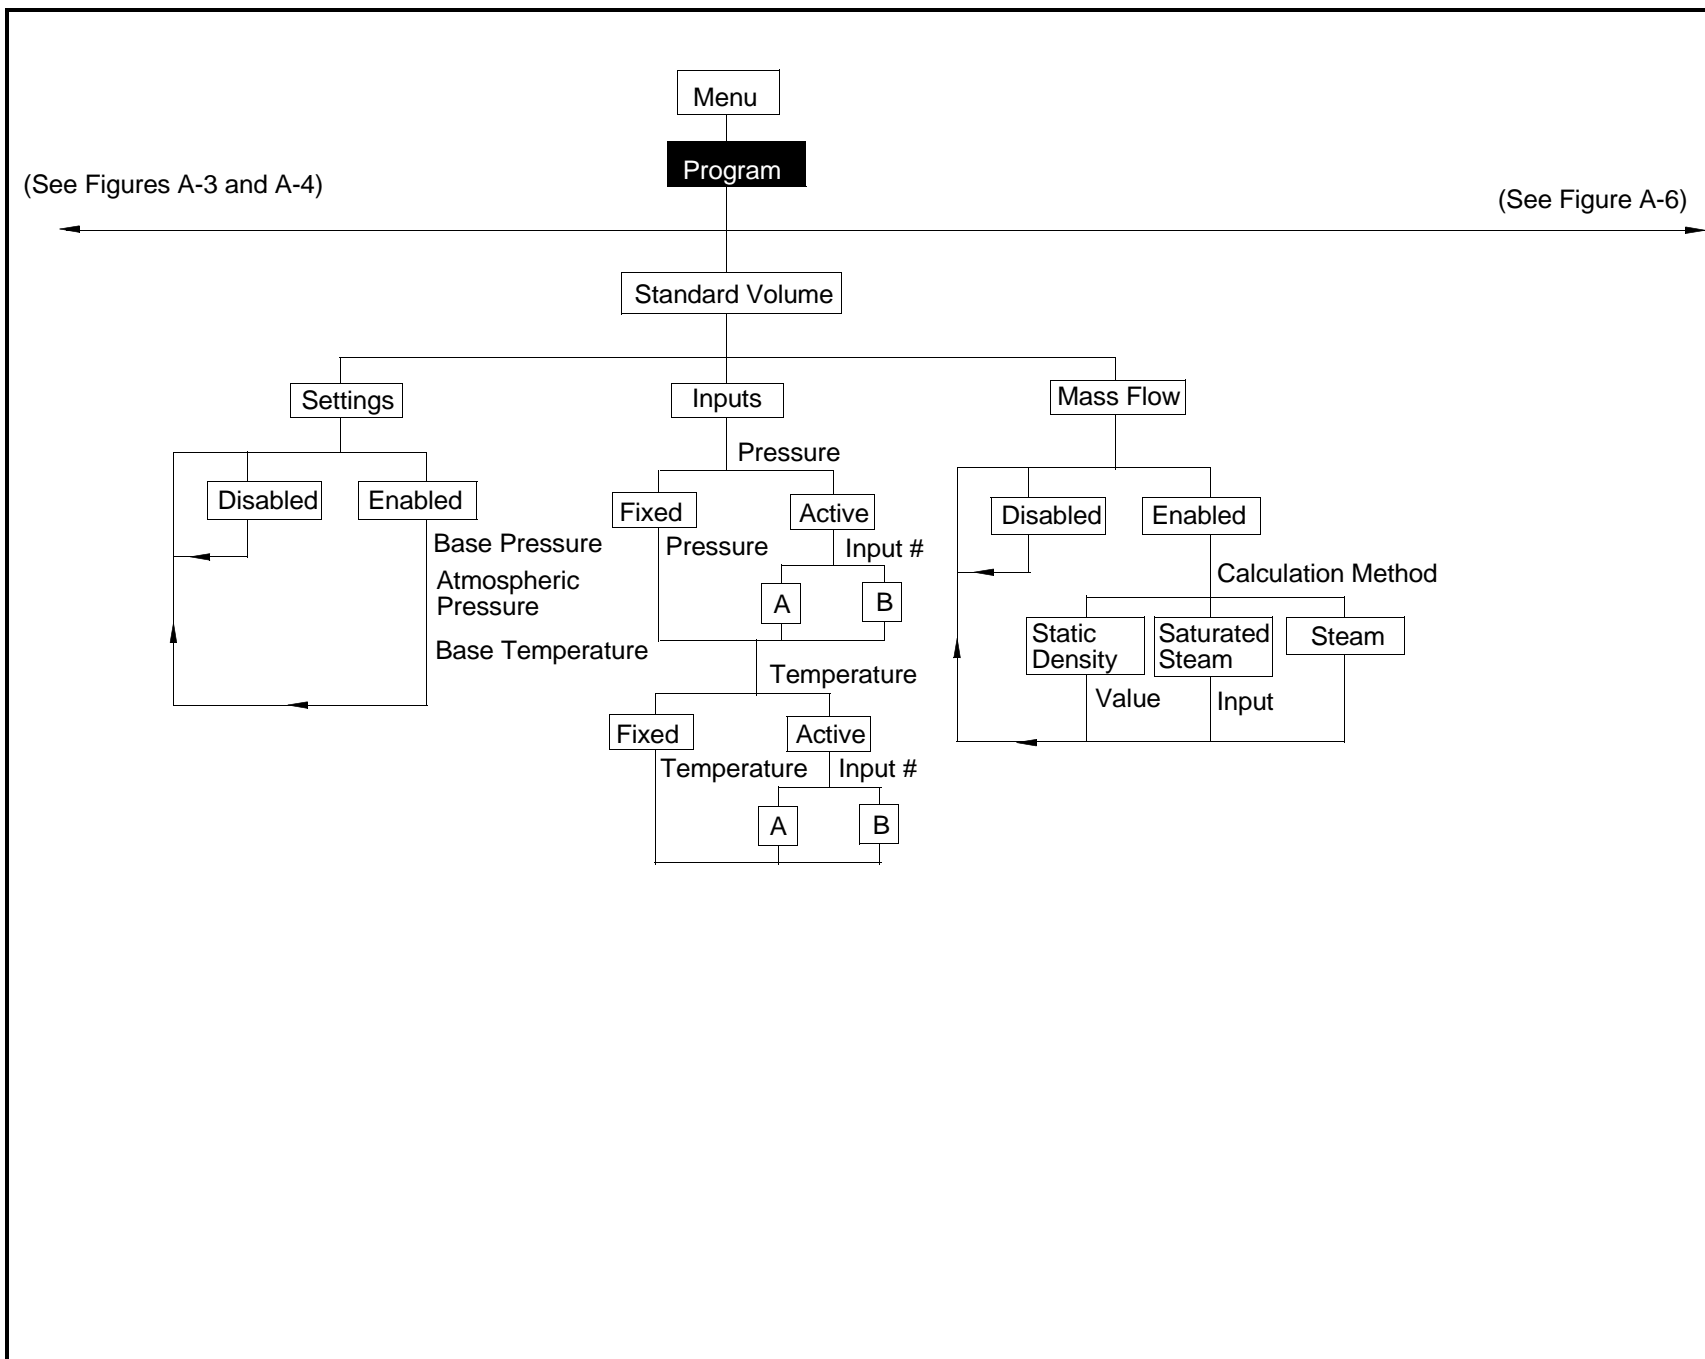 Menu
Program
(See Figures A-3 and A-4)
(See Figure A-6)
Standard Volume
Settings
Inputs
Mass Flow
Pressure
Disabled
Enabled
Fixed
Active
Disabled
Enabled
Base Pressure
Pressure
Input #
Atmospheric
Pressure
Calculation Method
A
B
Base Temperature
Static
Density
Saturated
Steam
Steam
Temperature
Value
Input
Fixed
Active
Temperature
Input #
A
B